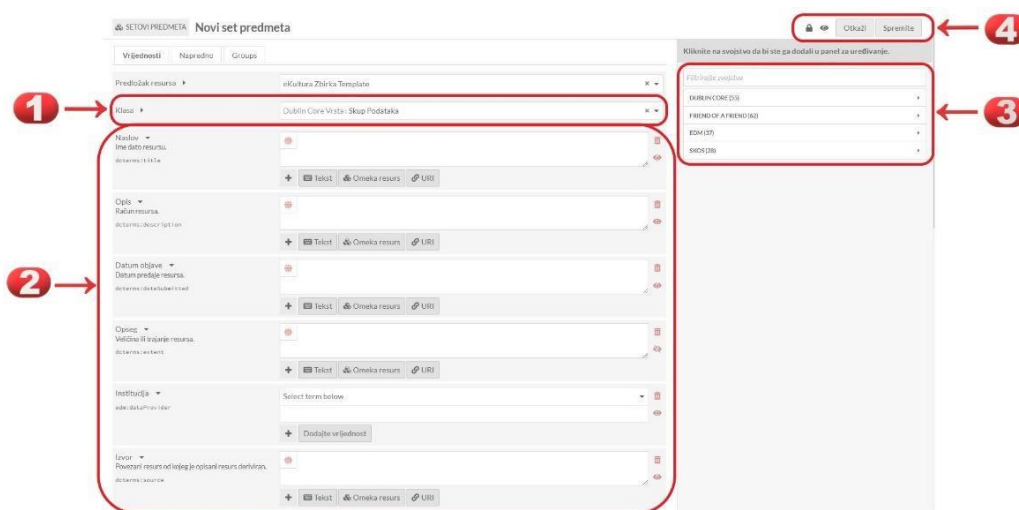 SETOVI PREDMETA Novi set predmeta
Otkaži Spremite
4
Vrijednosti Napredno Groups
Kliknite na svojstvo da bi ste ga dodali u panel za uređivanje.
Predložak resursa eKultura Zbirka Template
Filtrirajte svojstva
1
Klasa Dublin Core Vrsta: Skup Podataka
DUBLIN CORE (55)
FRIEND OF A FRIEND (62)
EDM (37)
SKOS (28)
3
Naslov
Ime dato resursu.
dcterms:title
Tekst Omeka resurs URI
Opis
Račun resursa.
dcterms:description
Tekst Omeka resurs URI
2
Datum objave
Datum predaje resursa.
dcterms:dateSubmitted
Tekst Omeka resurs URI
Opseg
Veličina ili trajanje resursa.
dcterms:extent
Tekst Omeka resurs URI
Institucija
edm:dataProvider
Select term below
Dodajte vrijednost
Izvor
Povezani resurs od kojeg je opisani resurs deriviran.
dcterms:source
Tekst Omeka resurs URI